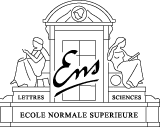 Ens
LETTRES SCIENCES
ECOLE NORMALE SUPERIEURE